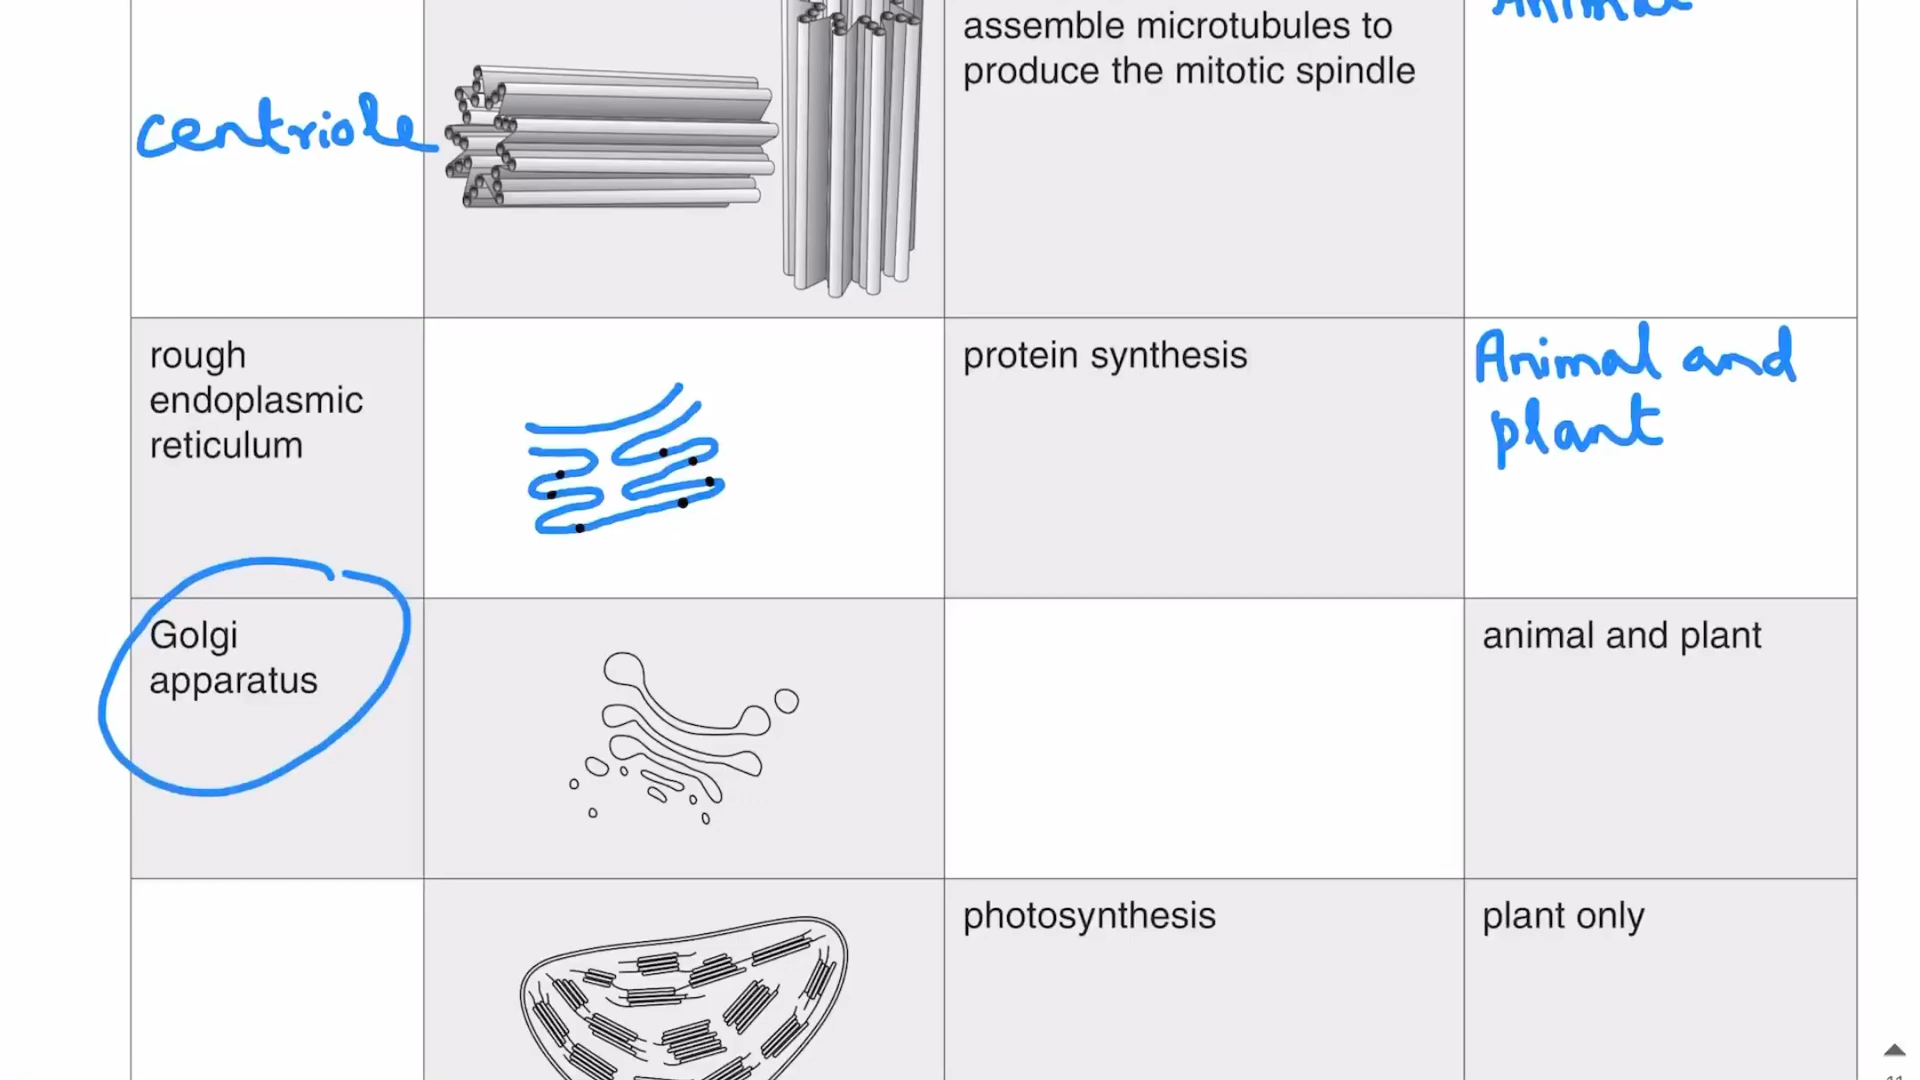 assemble microtubules to
produce the mitotic spindle
Animal
centriole
rough
endoplasmic
reticulum
protein synthesis
Animal and
plant
Golgi
apparatus
animal and plant
photosynthesis
plant only